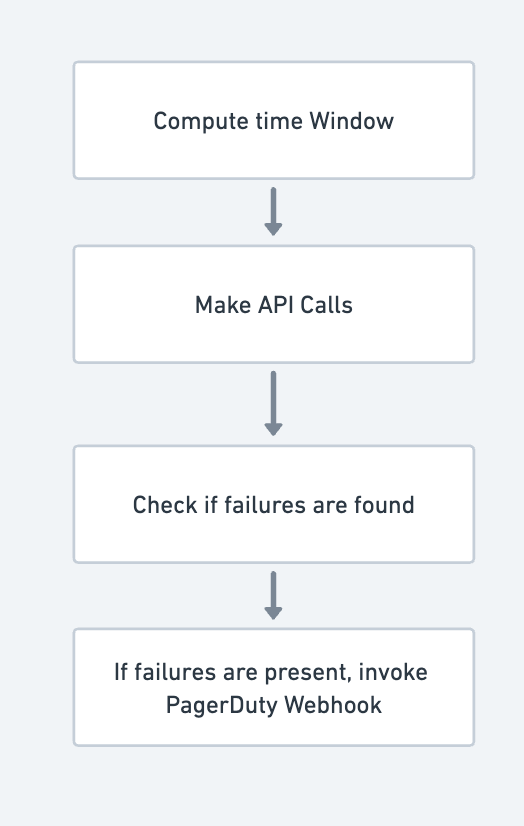 Compute time Window
Make API Calls
Check if failures are found
If failures are present, invoke
PagerDuty Webhook